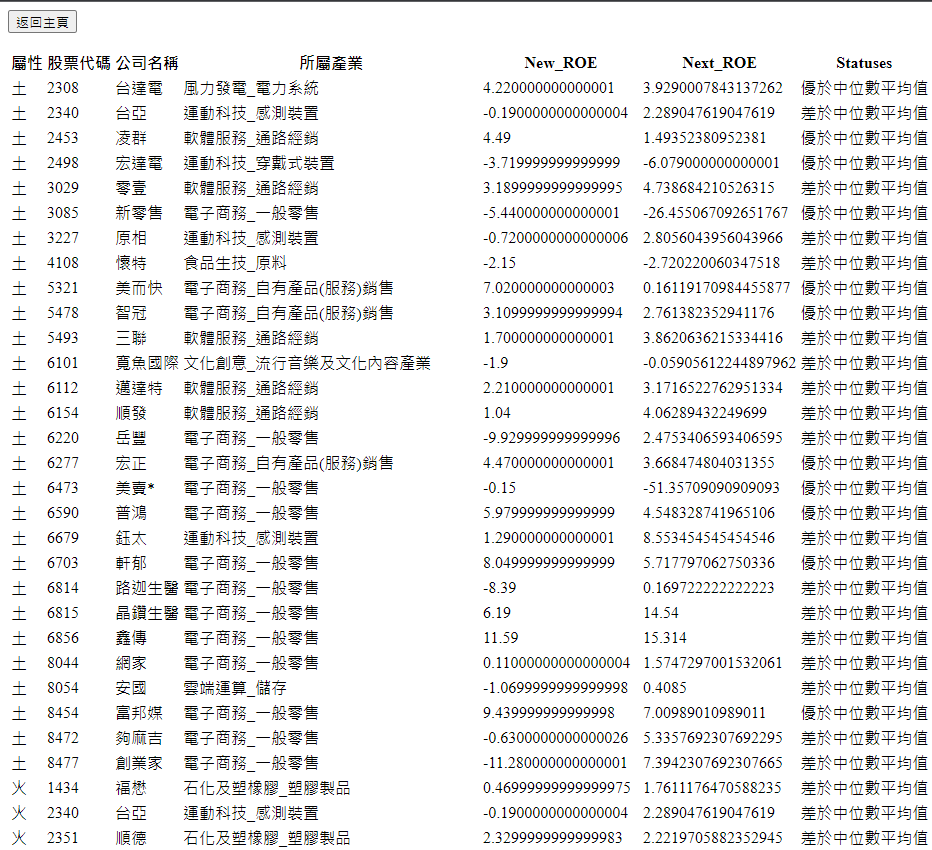 返回主頁
屬性 股票代碼 公司名稱 所屬產業 New_ROE Next_ROE Statuses
土 2308 台達電 風力發電_電力系統 4.220000000000001 3.9290007843137262 優於中位數平均值
土 2340 台亞 運動科技_感測裝置 -0.1900000000000004 2.289047619047619 差於中位數平均值
土 2453 凌群 軟體服務_通路經銷 4.49 1.49352380952381 優於中位數平均值
土 2498 宏達電 運動科技_穿戴式裝置 -3.719999999999999 -6.079000000000001 優於中位數平均值
土 3029 零壹 軟體服務_通路經銷 3.1899999999999995 4.738684210526315 差於中位數平均值
土 3085 新零售 電子商務_一般零售 -5.440000000000001 -26.455067092651767 優於中位數平均值
土 3227 原相 運動科技_感測裝置 -0.7200000000000006 2.8056043956043966 差於中位數平均值
土 4108 懷特 食品生技_原料 -2.15 -2.720220060347518 差於中位數平均值
土 5321 美而快 電子商務_自有產品(服務)銷售 7.020000000000003 0.16119170984455877 優於中位數平均值
土 5478 智冠 電子商務_自有產品(服務)銷售 3.1099999999999994 2.761382352941176 優於中位數平均值
土 5493 三聯 軟體服務_通路經銷 1.700000000000001 3.8620636215334416 差於中位數平均值
土 6101 寬魚國際 文化創意_流行音樂及文化內容產業 -1.9 -0.05905612244897962 差於中位數平均值
土 6112 邁達特 軟體服務_通路經銷 2.210000000000001 3.1716522762951334 差於中位數平均值
土 6154 順發 軟體服務_通路經銷 1.04 4.06289432249699 差於中位數平均值
土 6220 岳豐 電子商務_一般零售 -9.929999999999996 2.4753406593406595 差於中位數平均值
土 6277 宏正 電子商務_自有產品(服務)銷售 4.470000000000001 3.668474804031355 優於中位數平均值
土 6473 美賣* 電子商務_一般零售 -0.15 -51.35709090909093 優於中位數平均值
土 6590 普鴻 電子商務_一般零售 5.979999999999999 4.548328741965106 優於中位數平均值
土 6679 鈺太 運動科技_感測裝置 1.290000000000001 8.553454545454546 差於中位數平均值
土 6703 軒郁 電子商務_一般零售 8.049999999999999 5.717797062750336 優於中位數平均值
土 6814 路迦生醫 電子商務_一般零售 -8.39 0.169722222222223 差於中位數平均值
土 6815 晶鑽生醫 電子商務_一般零售 6.19 14.54 差於中位數平均值
土 6856 鑫傳 電子商務_一般零售 11.59 15.314 差於中位數平均值
土 8044 網家 電子商務_一般零售 0.11000000000000004 1.5747297001532061 差於中位數平均值
土 8054 安國 雲端運算_儲存 -1.0699999999999998 0.4085 差於中位數平均值
土 8454 富邦媒 電子商務_一般零售 9.439999999999998 7.00989010989011 優於中位數平均值
土 8472 夠麻吉 電子商務_一般零售 -0.6300000000000026 5.3357692307692295 差於中位數平均值
土 8477 創業家 電子商務_一般零售 -11.280000000000001 7.3942307692307665 差於中位數平均值
火 1434 福懋 石化及塑橡膠_塑膠製品 0.46999999999999975 1.7611176470588235 差於中位數平均值
火 2340 台亞 運動科技_感測裝置 -0.1900000000000004 2.289047619047619 差於中位數平均值
火 2351 順德 石化及塑橡膠_塑膠製品 2.3299999999999983 2.2219705882352945 差於中位數平均值